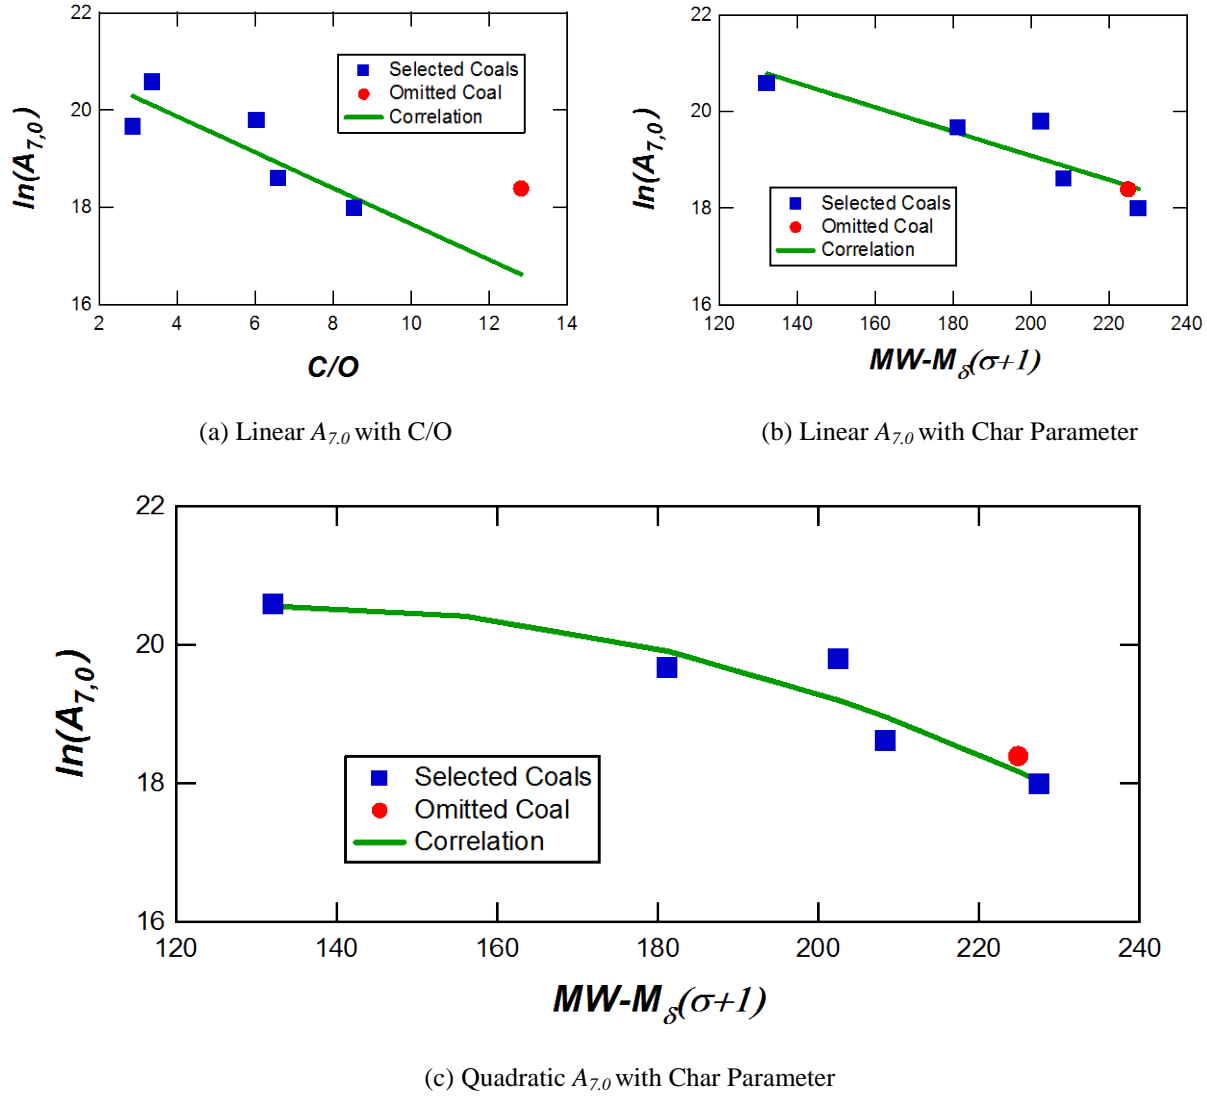 22
20
18
16
ln(A7,0)
Selected Coals
Omitted Coal
Correlation
2 4 6 8 10 12 14
C/O
(a) Linear A7.0 with C/O
22
20
18
16
ln(A7,0)
Selected Coals
Omitted Coal
Correlation
120 140 160 180 200 220 240
MW-Mδ(σ+1)
(b) Linear A7.0 with Char Parameter
22
20
18
16
ln(A7,0)
Selected Coals
Omitted Coal
Correlation
120 140 160 180 200 220 240
MW-Mδ(σ+1)
(c) Quadratic A7.0 with Char Parameter